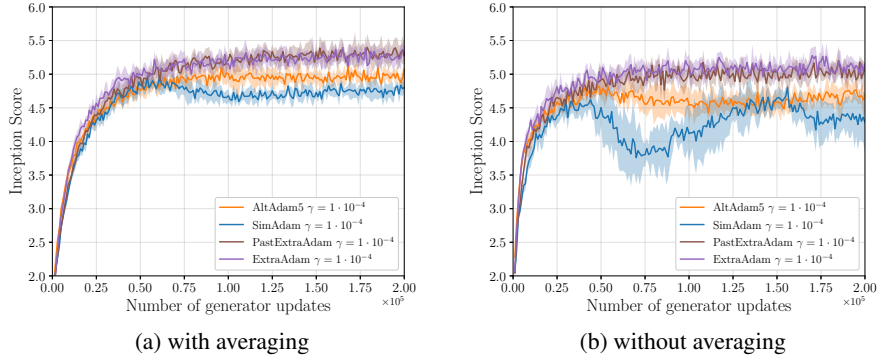 6.0
5.5
5.0
4.5
4.0
3.5
3.0
2.5
2.0
Inception Score
AltAdam5 γ = 1 · 10⁻⁴
SimAdam γ = 1 · 10⁻⁴
PastExtraAdam γ = 1 · 10⁻⁴
ExtraAdam γ = 1 · 10⁻⁴
0.00 0.25 0.50 0.75 1.00 1.25 1.50 1.75 2.00
×10⁵
Number of generator updates
(a) with averaging
6.0
5.5
5.0
4.5
4.0
3.5
3.0
2.5
2.0
Inception Score
AltAdam5 γ = 1 · 10⁻⁴
SimAdam γ = 1 · 10⁻⁴
PastExtraAdam γ = 1 · 10⁻⁴
ExtraAdam γ = 1 · 10⁻⁴
0.00 0.25 0.50 0.75 1.00 1.25 1.50 1.75 2.00
×10⁵
Number of generator updates
(b) without averaging